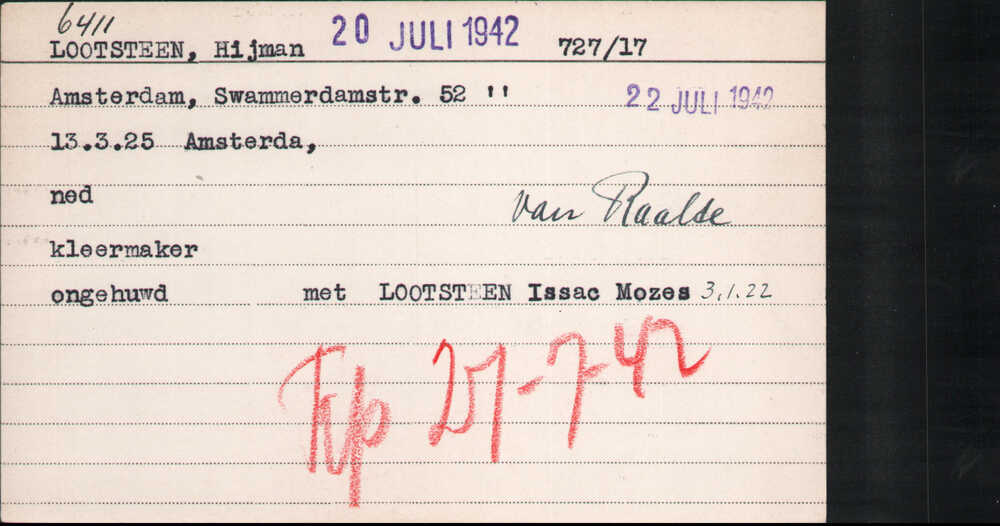 6411
LOOTSTEEN, Hijman 20 JULI 1942 727/17
Amsterdam, Swammerdamstr. 52 '' 22 JULI 1942
13.3.25 Amsterda,
ned
van Raalde
kleermaker
ongehuwd met LOOTSTEEN Issac Mozes 3.1.22
Trp 27-7-42